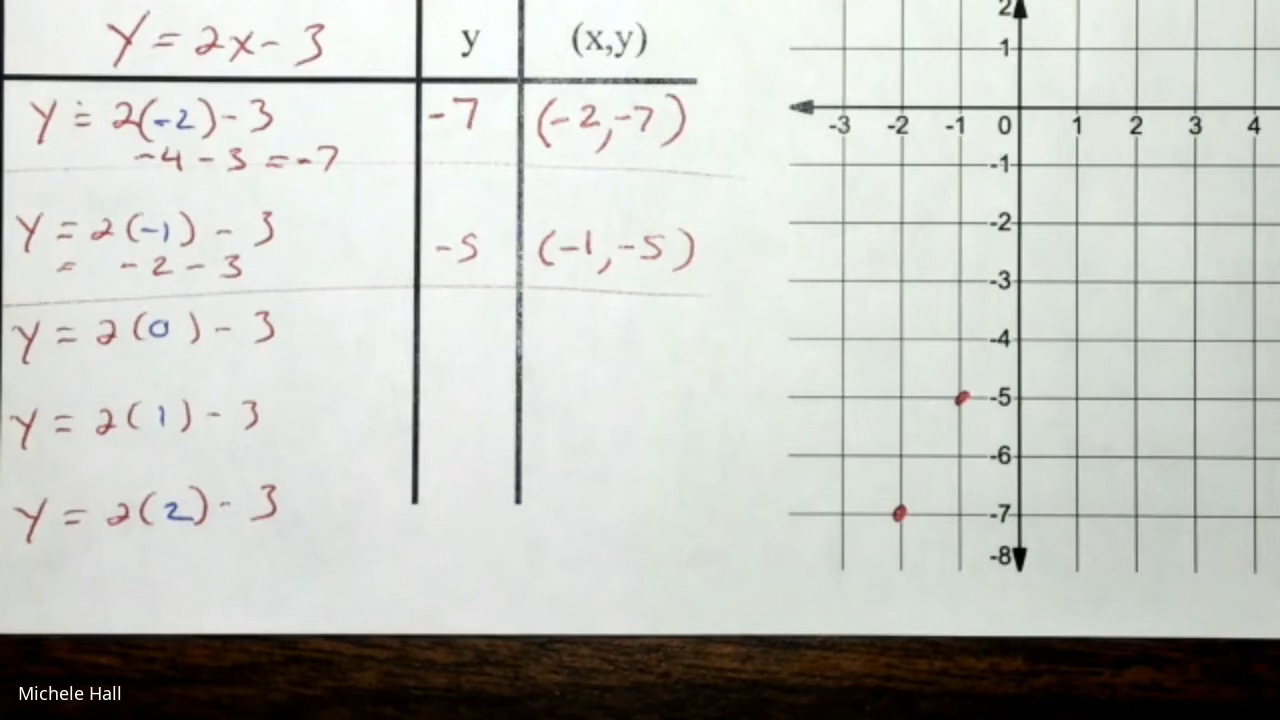 Y = 2x - 3 y (x,y)
Y = 2(-2) - 3 -7 (-2,-7)
-4 - 3 = -7
Y = 2(-1) - 3 -5 (-1,-5)
= -2 - 3
Y = 2(0) - 3
Y = 2(1) - 3
Y = 2(2) - 3
2
1
-3 -2 -1 0 1 2 3 4
-1
-2
-3
-4
-5
-6
-7
-8
Michele Hall